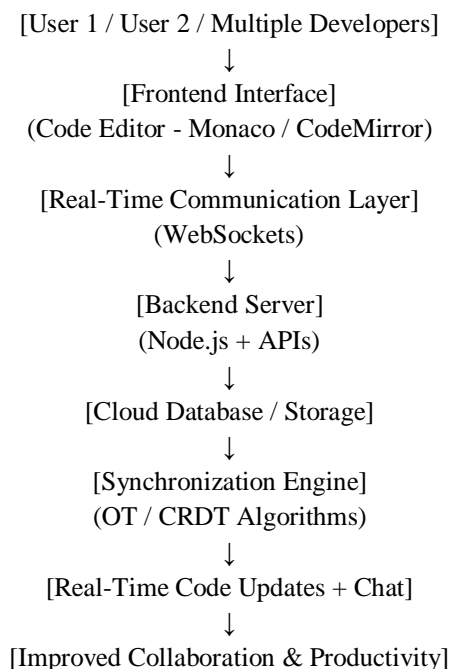 [User 1 / User 2 / Multiple Developers]
↓
[Frontend Interface]
(Code Editor - Monaco / CodeMirror)
↓
[Real-Time Communication Layer]
(WebSockets)
↓
[Backend Server]
(Node.js + APIs)
↓
[Cloud Database / Storage]
↓
[Synchronization Engine]
(OT / CRDT Algorithms)
↓
[Real-Time Code Updates + Chat]
↓
[Improved Collaboration & Productivity]